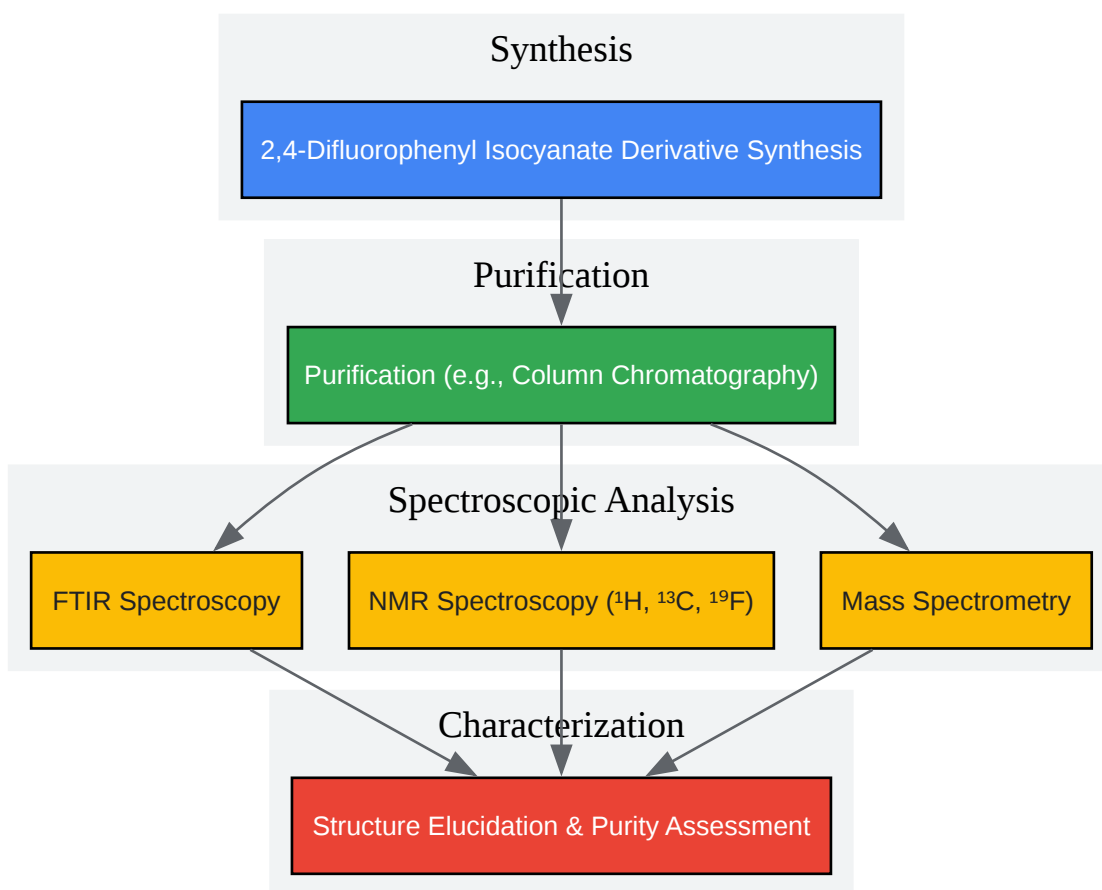 Synthesis
2,4-Difluorophenyl Isocyanate Derivative Synthesis
Purification
Purification (e.g., Column Chromatography)
Spectroscopic Analysis
FTIR Spectroscopy
NMR Spectroscopy (¹H, ¹³C, ¹⁹F)
Mass Spectrometry
Characterization
Structure Elucidation & Purity Assessment